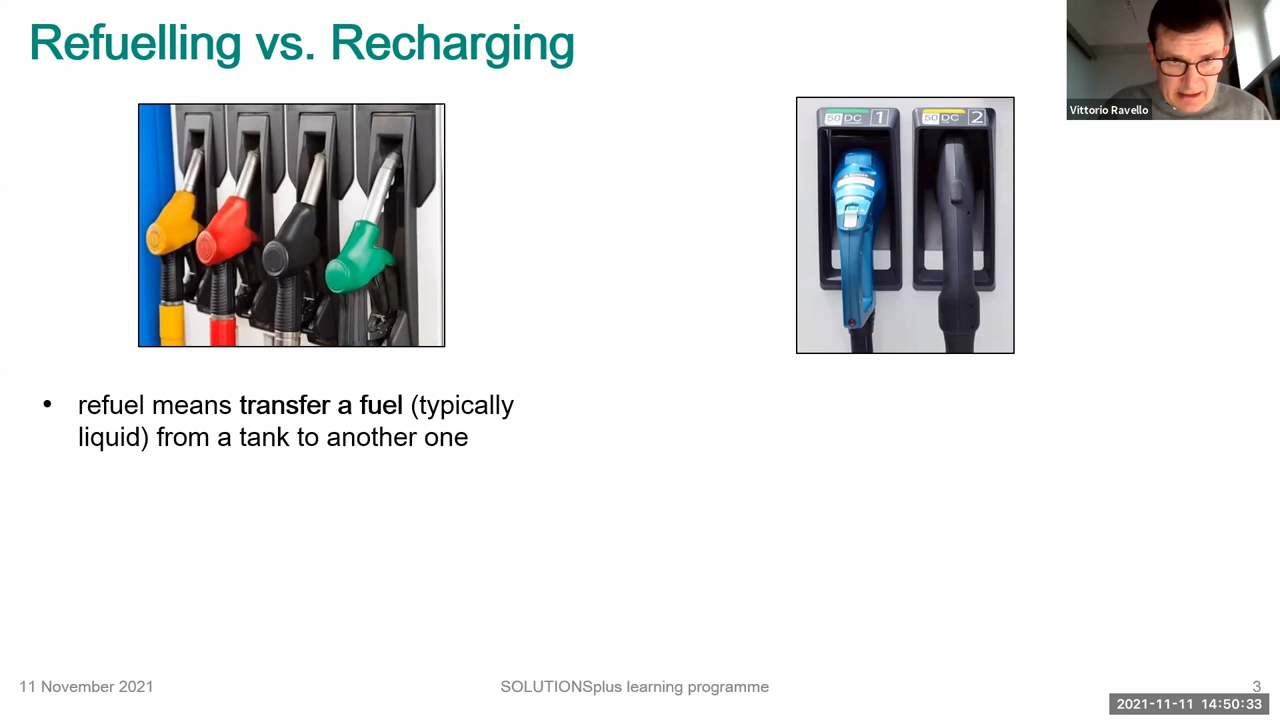 Refuelling vs. Recharging
Vittorio Ravello
50 DC 1
50 DC 2
• refuel means transfer a fuel (typically
liquid) from a tank to another one
11 November 2021
SOLUTIONSplus learning programme
3
2021-11-11 14:50:33